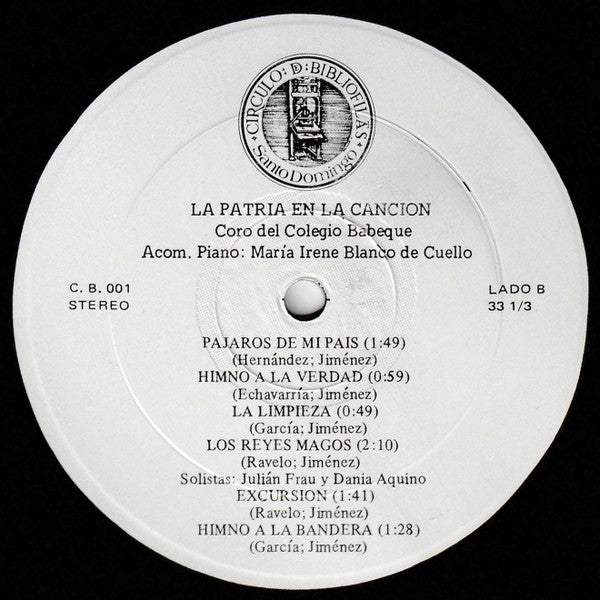 CIRCULO: D: BIBLIOFILAS
Santo Domingo
LA PATRIA EN LA CANCION
Coro del Colegio Babeque
Acom. Piano: María Irene Blanco de Cuello
C. B. 001
STEREO
LADO B
33 1/3
PAJAROS DE MI PAIS (1:49)
(Hernández; Jiménez)
HIMNO A LA VERDAD (0:59)
(Echavarría; Jiménez)
LA LIMPIEZA (0:49)
(García; Jiménez)
LOS REYES MAGOS (2:10)
(Ravelo; Jiménez)
Solistas: Julián Frau y Dania Aquino
EXCURSION (1:41)
(Ravelo; Jiménez)
HIMNO A LA BANDERA (1:28)
(García; Jiménez)